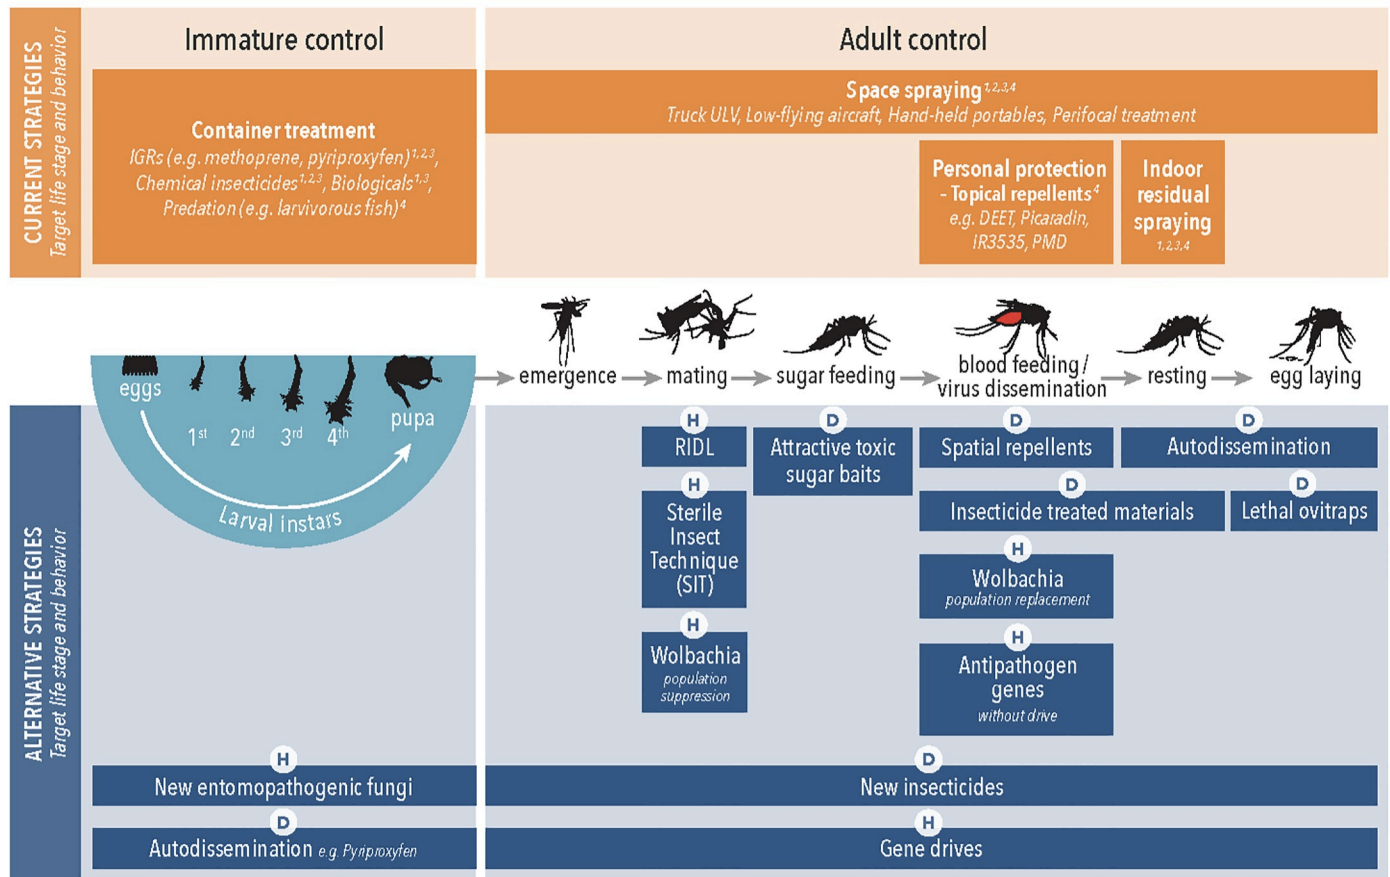 CURRENT STRATEGIES
Target life stage and behavior
Immature control
Container treatment
IGRs (e.g. methoprene, pyriproxyfen)1,2,3,
Chemical insecticides1,2,3, Biologicals1,3,
Predation (e.g. larvivorous fish)4
Adult control
Space spraying1,2,3,4
Truck ULV, Low-flying aircraft, Hand-held portables, Perifocal treatment
Personal protection
- Topical repellents4
e.g. DEET, Picaradin,
IR3535, PMD
Indoor
residual
spraying
1,2,3,4
eggs
1st
2nd
3rd
4th
pupa
Larval instars
emergence
mating
sugar feeding
blood feeding/
virus dissemination
resting
egg laying
ALTERNATIVE STRATEGIES
Target life stage and behavior
H
RIDL
D
Attractive toxic
sugar baits
D
Spatial repellents
D
Autodissemination
H
Sterile
Insect
Technique
(SIT)
D
Insecticide treated materials
D
Lethal ovitraps
H
Wolbachia
population replacement
H
Wolbachia
population
suppression
H
Antipathogen
genes
without drive
H
New entomopathogenic fungi
D
New insecticides
D
Autodissemination e.g. Pyriproxyfen
H
Gene drives